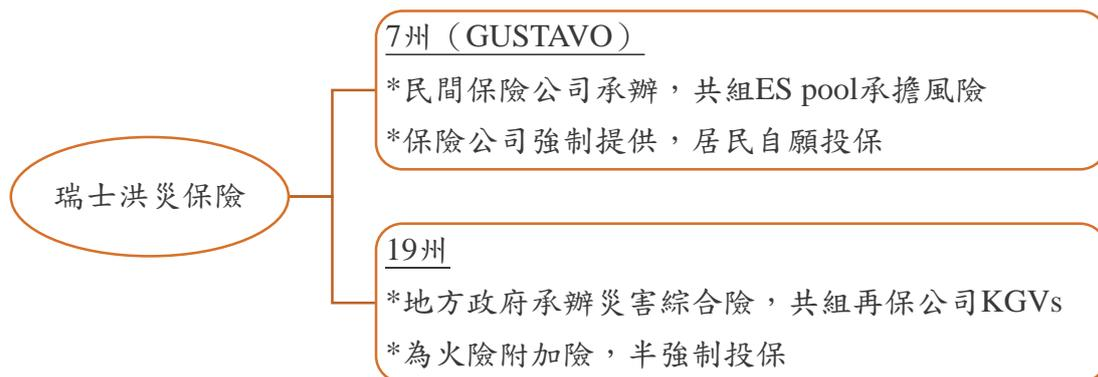 7州（GUSTAVO）
*民間保險公司承辦，共組ES pool承擔風險
*保險公司強制提供，居民自願投保
瑞士洪災保險
19州
*地方政府承辦災害綜合險，共組再保公司KGVs
*為火險附加險，半強制投保